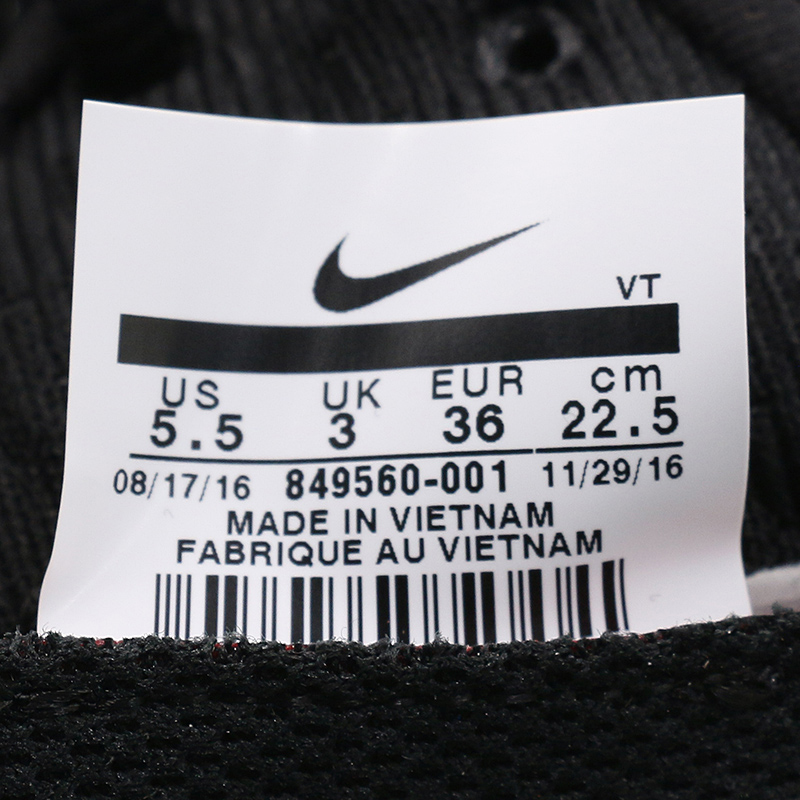 VT
US UK EUR cm
5.5 3 36 22.5
08/17/16 849560-001 11/29/16
MADE IN VIETNAM
FABRIQUE AU VIETNAM